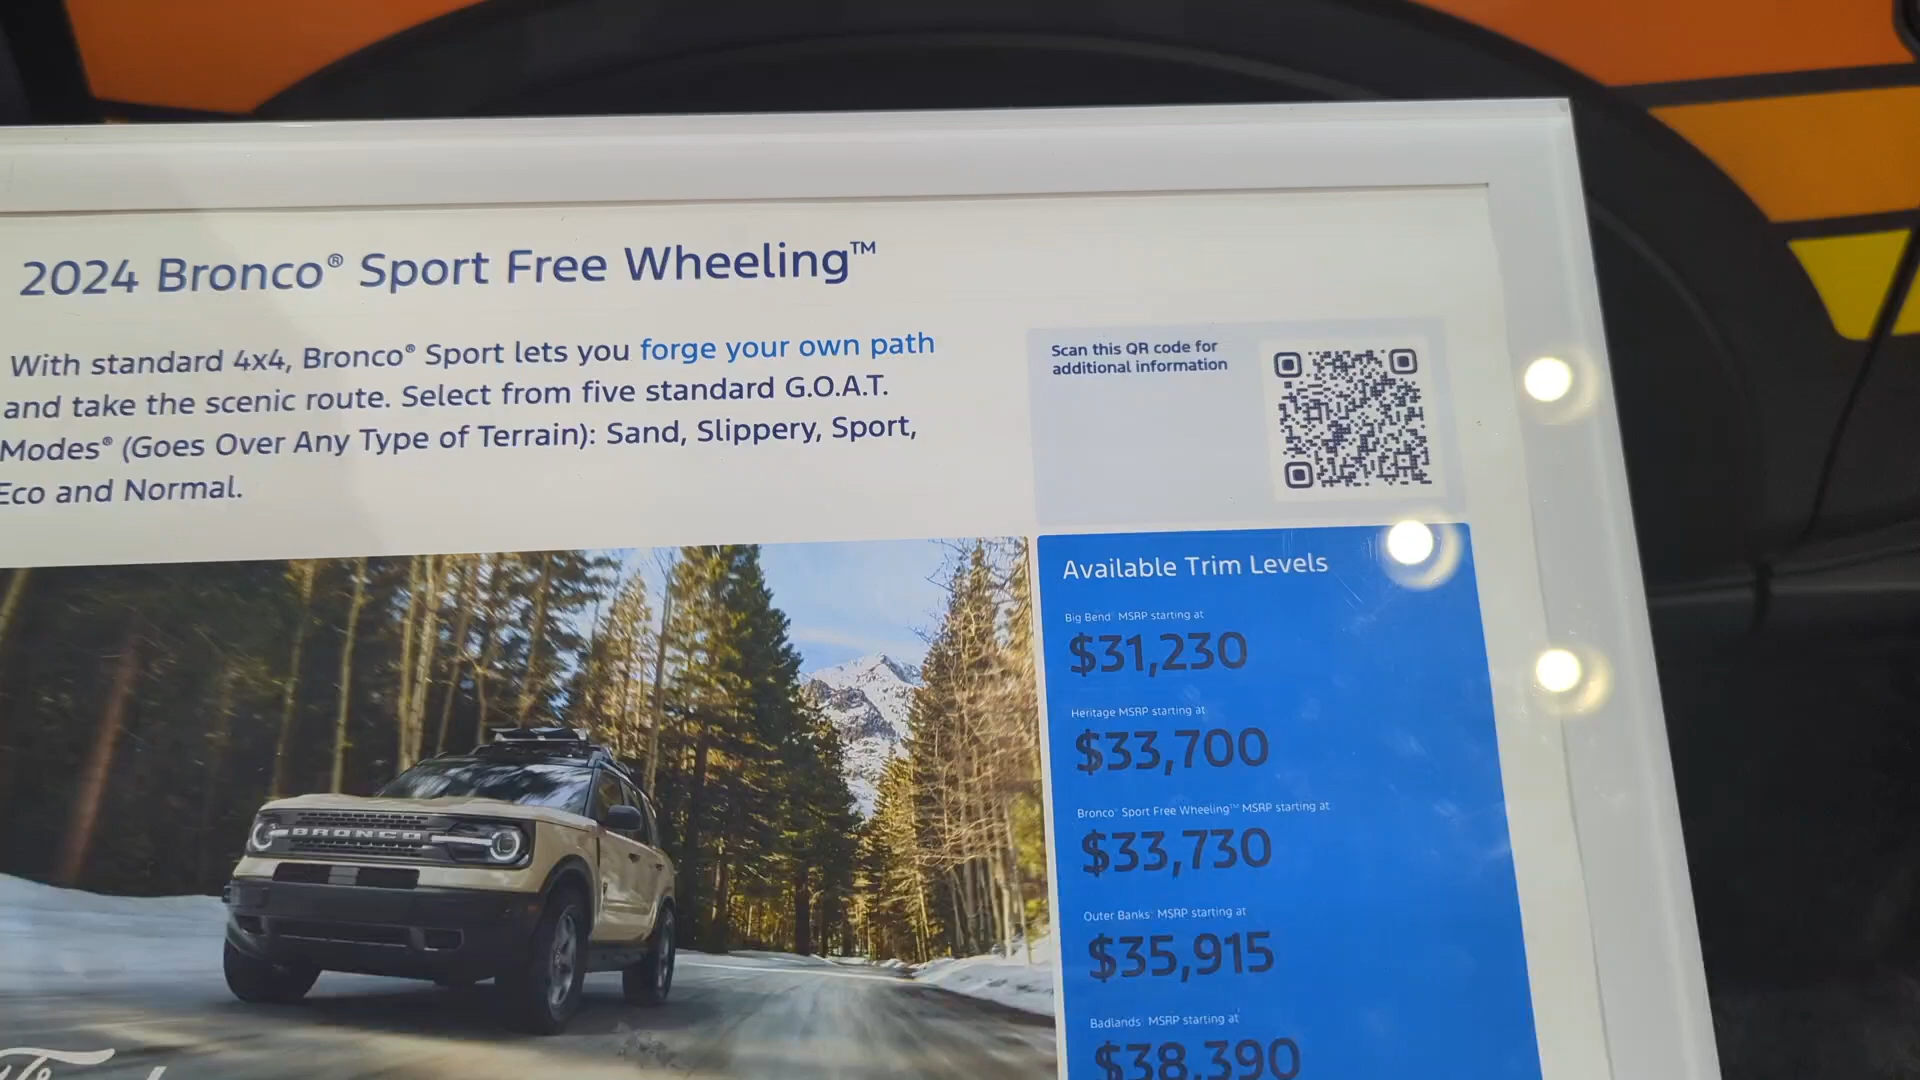 2024 Bronco® Sport Free Wheeling™
With standard 4x4, Bronco® Sport lets you forge your own path
and take the scenic route. Select from five standard G.O.A.T.
Modes® (Goes Over Any Type of Terrain): Sand, Slippery, Sport,
Eco and Normal.
Scan this QR code for
additional information
BRONCO
Available Trim Levels
Big Bend® MSRP starting at
$31,230
Heritage MSRP starting at
$33,700
Bronco® Sport Free Wheeling™ MSRP starting at
$33,730
Outer Banks® MSRP starting at
$35,915
Badlands® MSRP starting at
$38,390